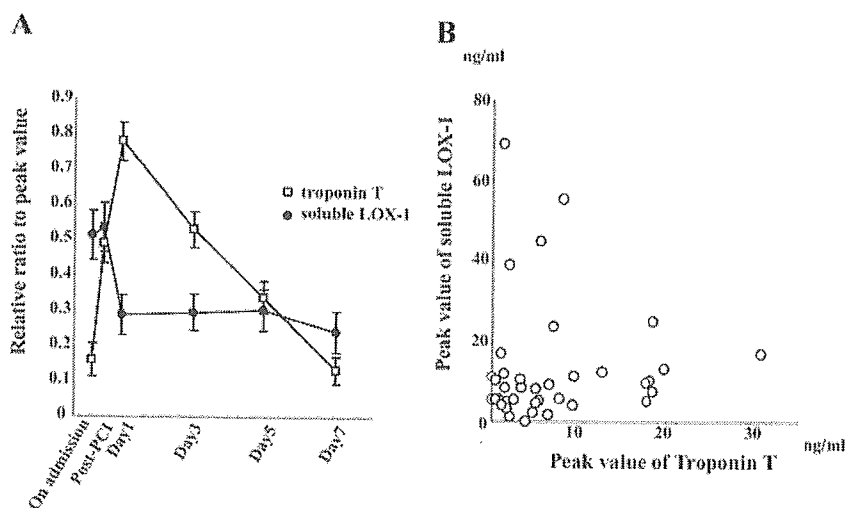 A
B
ng/ml
Relative ratio to peak value
0.9
0.8
0.7
0.6
0.5
0.4
0.3
0.2
0.1
0
On admission
Post-PCI
Day1
Day3
Day5
Day7
troponin T
soluble LOX-1
Peak value of soluble LOX-1
80
60
40
20
0
10
20
30
ng/ml
Peak value of Troponin T